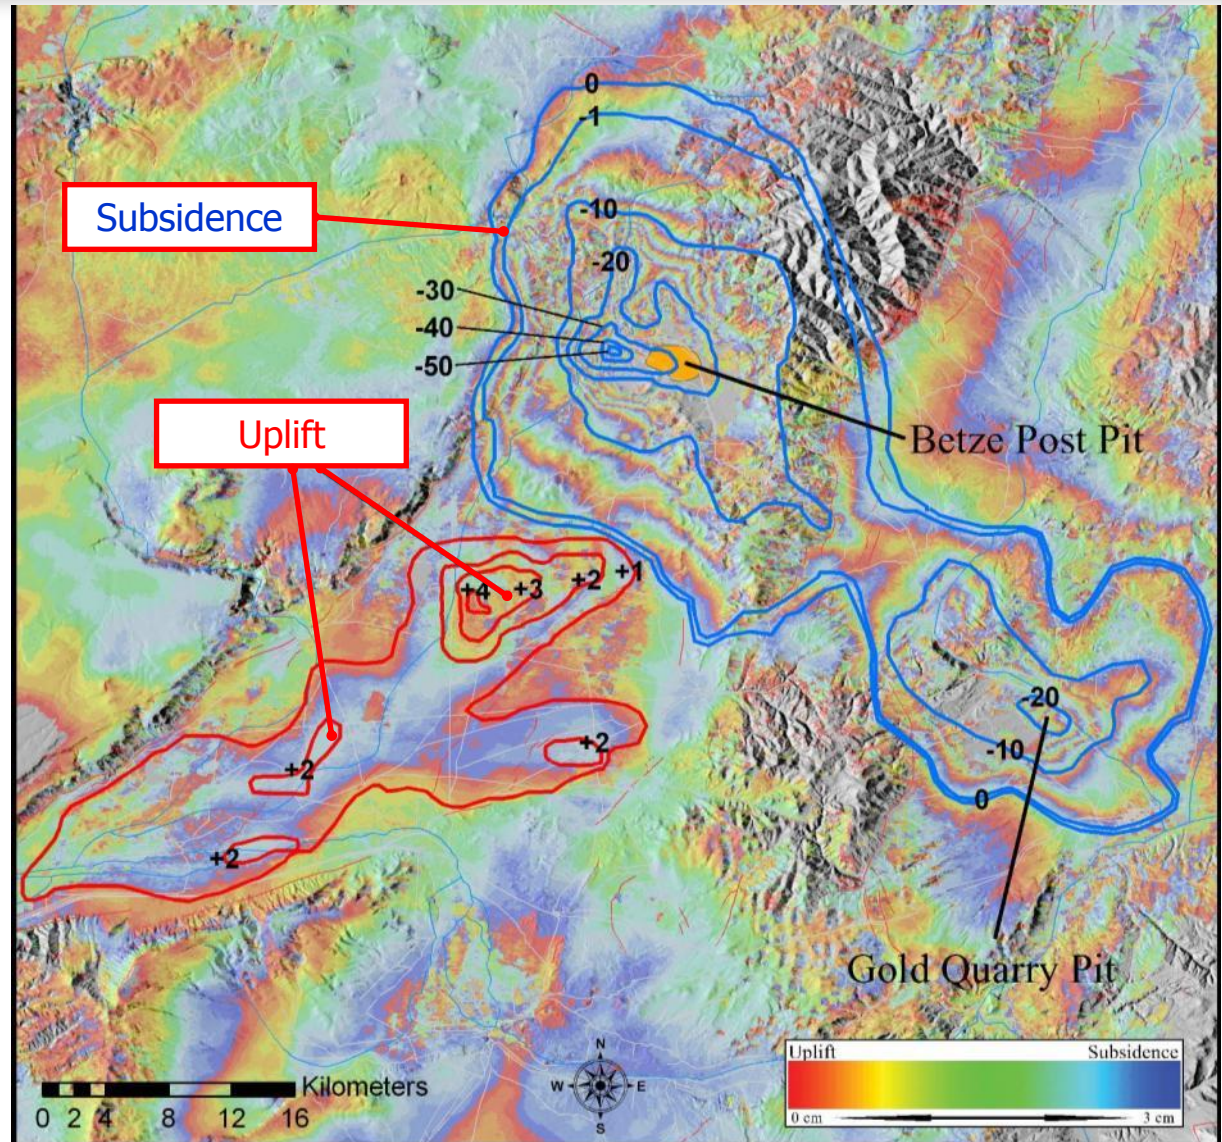 0
-1
Subsidence
-10
-20
-30
-40
-50
Uplift
Betze Post Pit
+1
+2
+3
+4
+2
+2
+2
-20
-10
0
Gold Quarry Pit
N
W
E
S
Kilometers
0 2 4 8 12 16
Uplift Subsidence
0 cm 3 cm